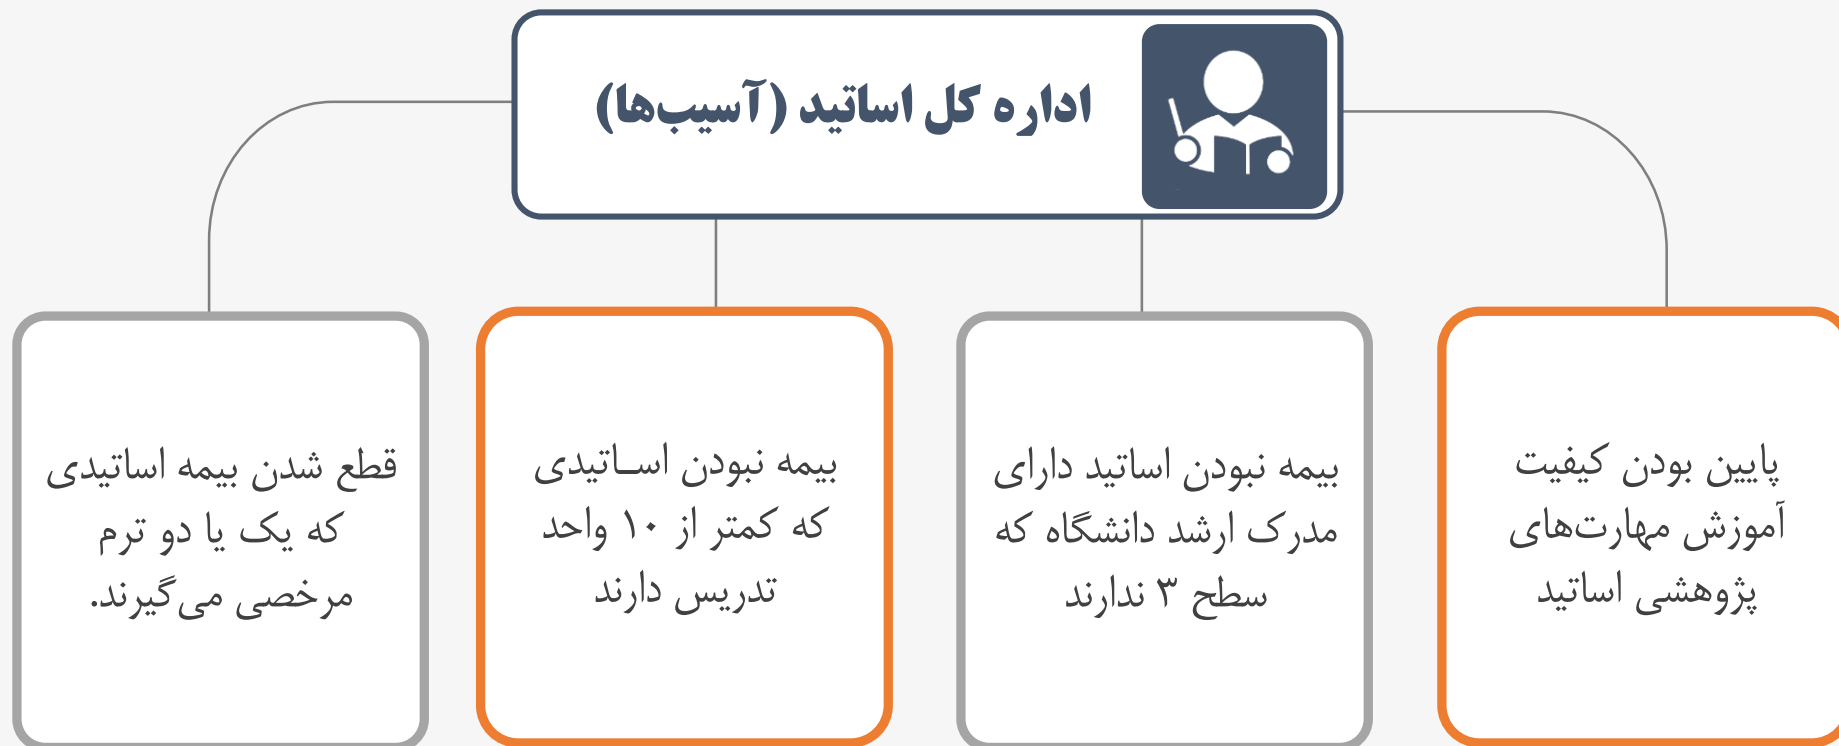 اداره کل اساتید (آسیب‌ها)
پایین بودن کیفیت
آموزش مهارت‌های
پژوهشی اساتید
بیمه نبودن اساتید دارای
مدرک ارشد دانشگاه که
سطح ۳ ندارند
بیمه نبودن اســاتیدی
که کمتر از ۱۰ واحد
تدریس دارند
قطع شدن بیمه اساتیدی
که یک یا دو ترم
مرخصی می‌گیرند.